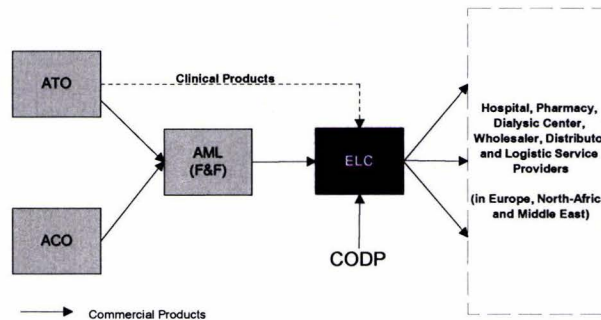 ATO
Clinical Products
AML
(F&F)
ELC
ACO
CODP
Hospital, Pharmacy,
Dialysic Center,
Wholesaler, Distributo
and Logistic Service
Providers
(in Europe, North-Afric
and Middle East)
Commercial Products